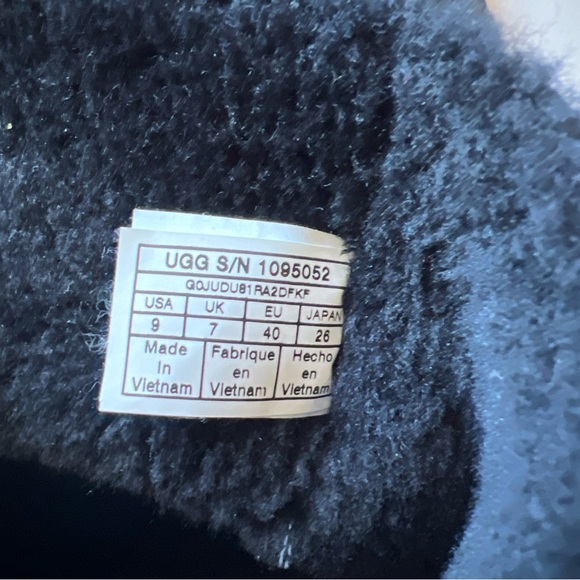 UGG S/N 1095052
G0JUDU81RA2DFKF
USA UK EU JAPAN
9 7 40 26
Made Fabrique Hecho
in en en
Vietnam Vietnam Vietnam